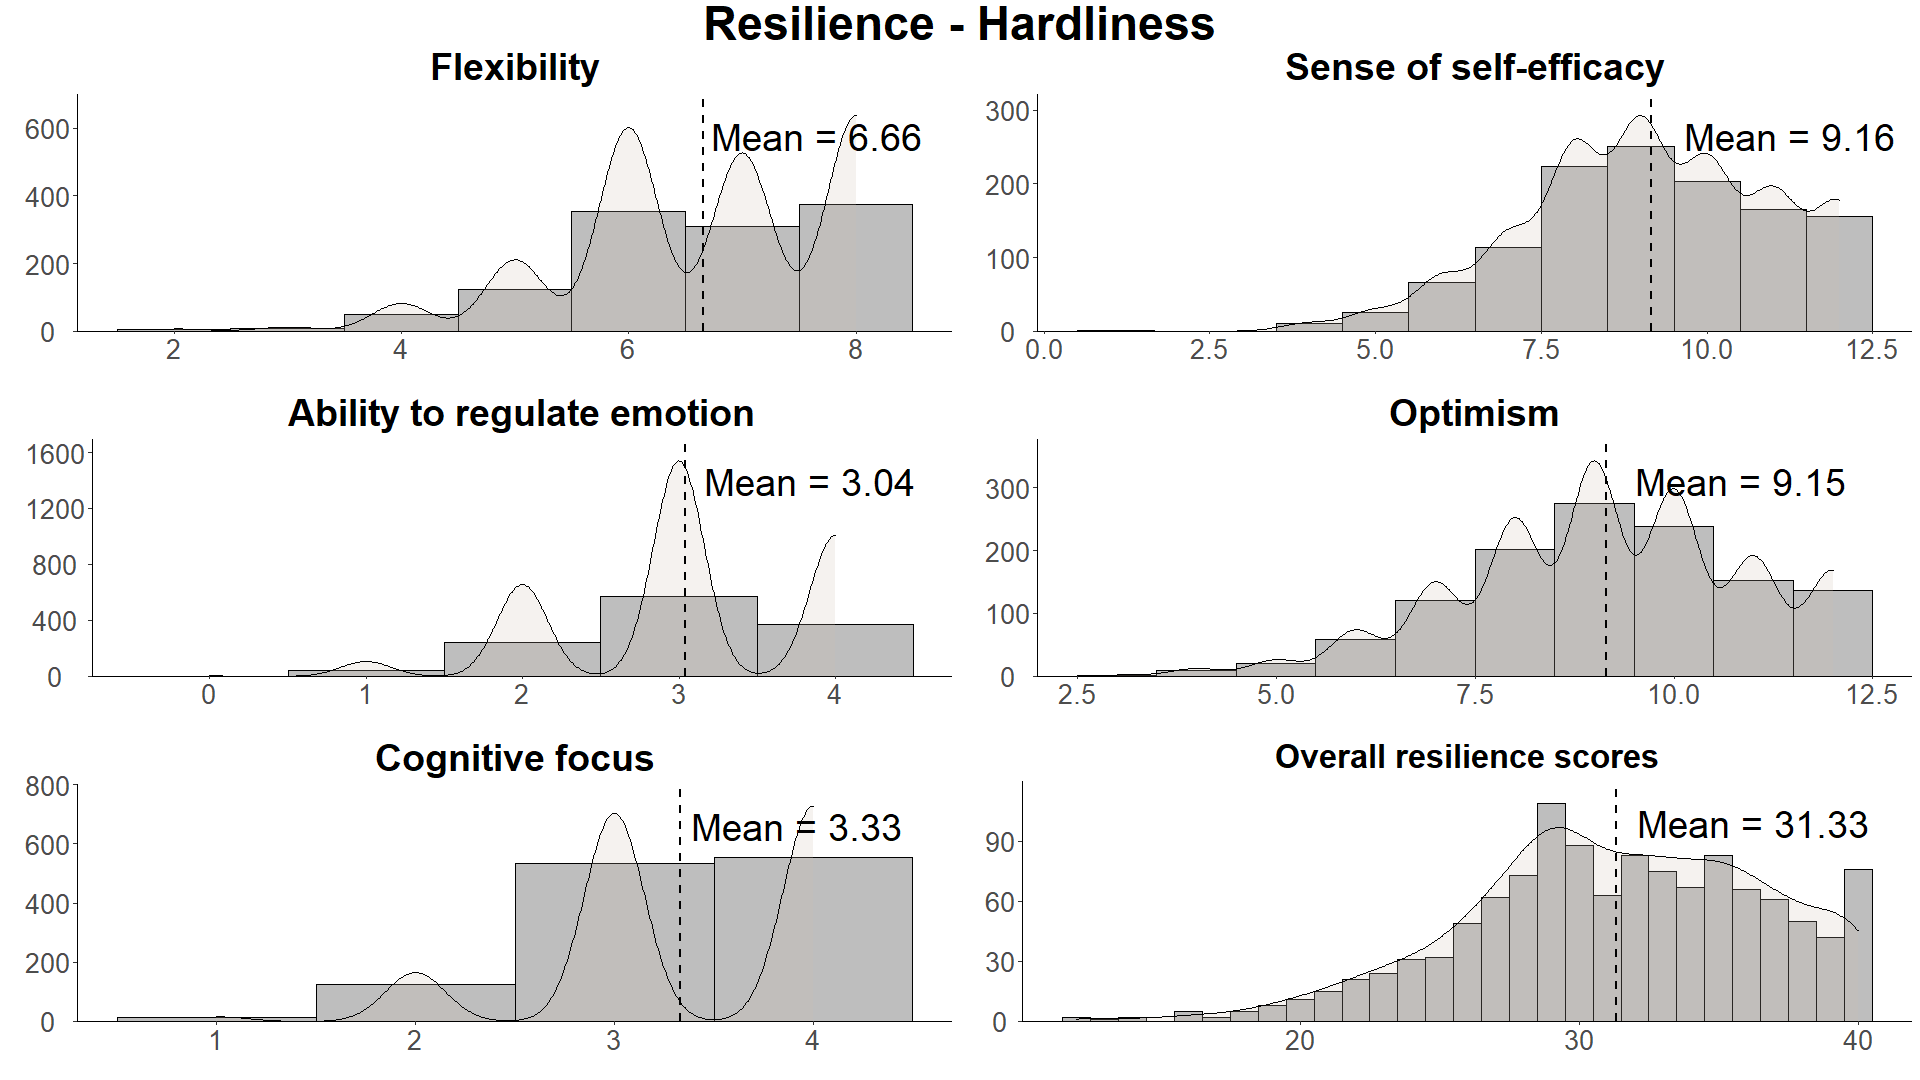 Resilience - Hardliness
Flexibility
600
400
200
0
Mean = 6.66
2 4 6 8
Sense of self-efficacy
300
200
100
0
Mean = 9.16
0.0 2.5 5.0 7.5 10.0 12.5
Ability to regulate emotion
1600
1200
800
400
0
Mean = 3.04
0 1 2 3 4
Optimism
300
200
100
0
Mean = 9.15
2.5 5.0 7.5 10.0 12.5
Cognitive focus
800
600
400
200
0
Mean = 3.33
1 2 3 4
Overall resilience scores
90
60
30
0
Mean = 31.33
20 30 40